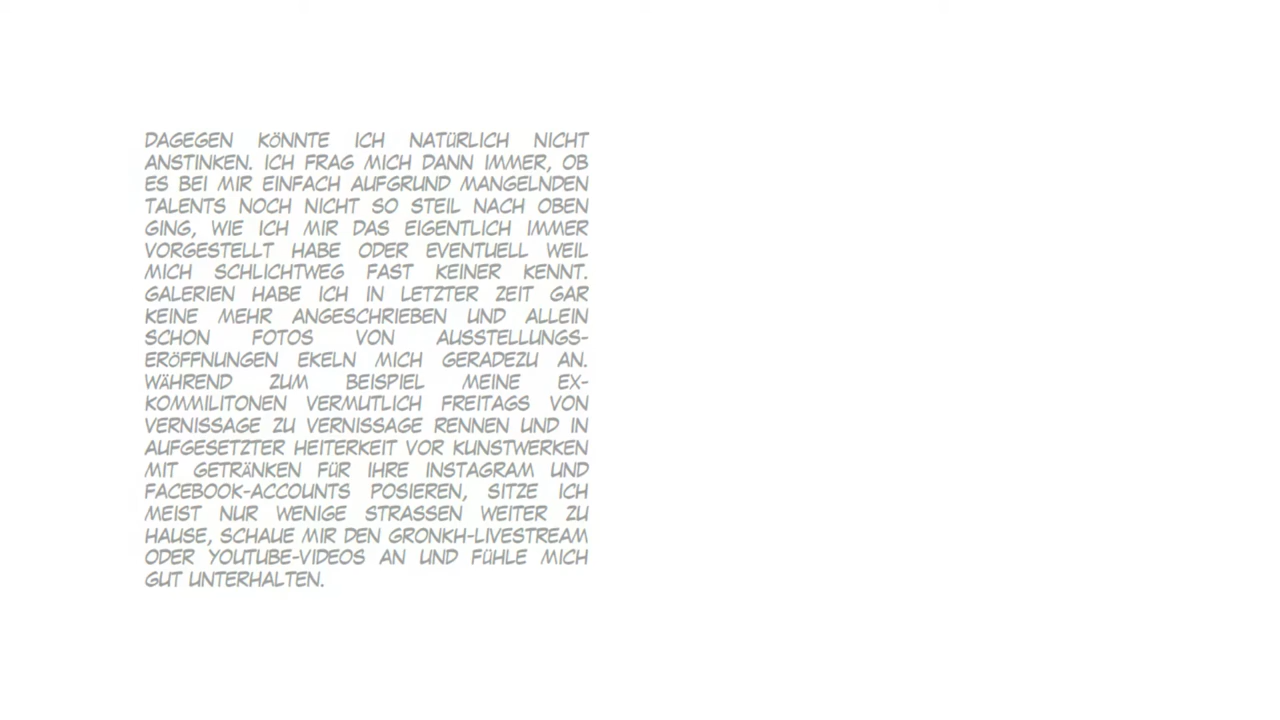 DAGEGEN KÖNNTE ICH NATÜRLICH NICHT
ANSTINKEN. ICH FRAG MICH DANN IMMER, OB
ES BEI MIR EINFACH AUFGRUND MANGELNDEN
TALENTS NOCH NICHT SO STEIL NACH OBEN
GING, WIE ICH MIR DAS EIGENTLICH IMMER
VORGESTELLT HABE ODER EVENTUELL WEIL
MICH SCHLICHTWEG FAST KEINER KENNT.
GALERIEN HABE ICH IN LETZTER ZEIT GAR
KEINE MEHR ANGESCHRIEBEN UND ALLEIN
SCHON FOTOS VON AUSSTELLUNGS-
ERÖFFNUNGEN EKELN MICH GERADEZU AN.
WÄHREND ZUM BEISPIEL MEINE EX-
KOMMILITONEN VERMUTLICH FREITAGS VON
VERNISSAGE ZU VERNISSAGE RENNEN UND IN
AUFGESETZTER HEITERKEIT VOR KUNSTWERKEN
MIT GETRÄNKEN FÜR IHRE INSTAGRAM UND
FACEBOOK-ACCOUNTS POSIEREN, SITZE ICH
MEIST NUR WENIGE STRASSEN WEITER ZU
HAUSE, SCHAUE MIR DEN GRONKH-LIVESTREAM
ODER YOUTUBE-VIDEOS AN UND FÜHLE MICH
GUT UNTERHALTEN.